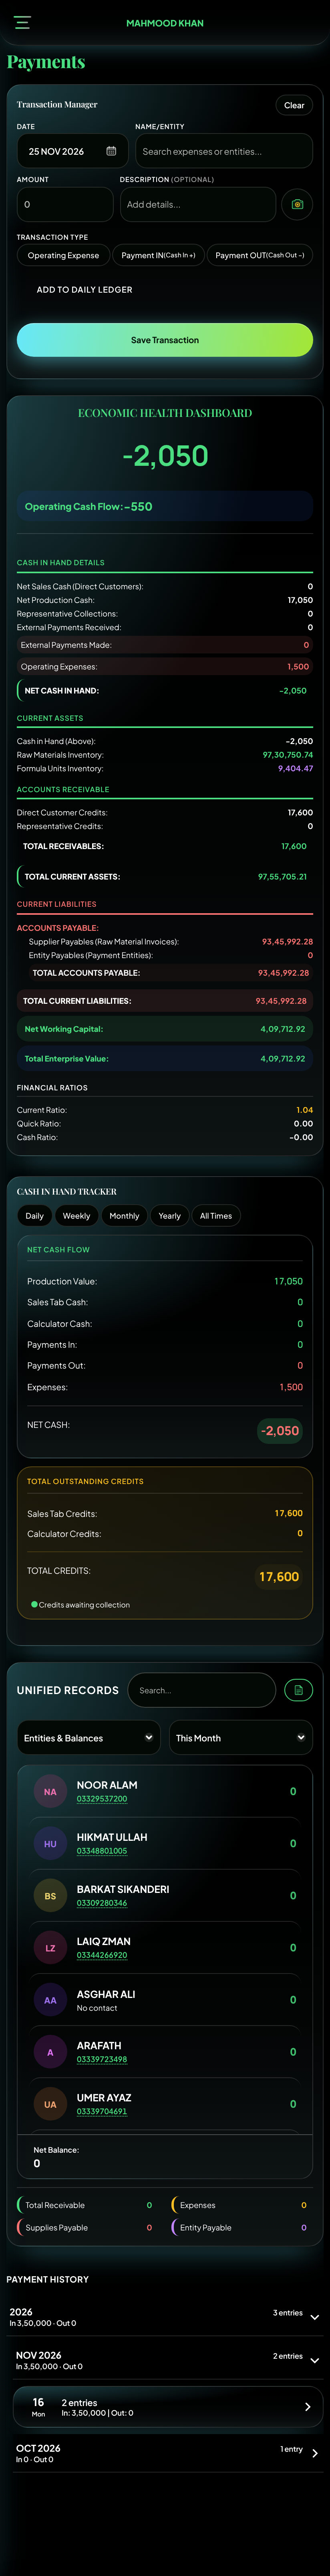 MAHMOOD KHAN
Payments
Transaction Manager
Clear
DATE
NAME/ENTITY
25 NOV 2026
Search expenses or entities...
AMOUNT
DESCRIPTION (OPTIONAL)
0
Add details...
TRANSACTION TYPE
Operating Expense
Payment IN(Cash In +)
Payment OUT(Cash Out -)
ADD TO DAILY LEDGER
Save Transaction
ECONOMIC HEALTH DASHBOARD
-2,050
Operating Cash Flow:-550
CASH IN HAND DETAILS
Net Sales Cash (Direct Customers): 0
Net Production Cash: 17,050
Representative Collections: 0
External Payments Received: 0
External Payments Made: 0
Operating Expenses: 1,500
NET CASH IN HAND: -2,050
CURRENT ASSETS
Cash in Hand (Above): -2,050
Raw Materials Inventory: 97,30,750.74
Formula Units Inventory: 9,404.47
ACCOUNTS RECEIVABLE
Direct Customer Credits: 17,600
Representative Credits: 0
TOTAL RECEIVABLES: 17,600
TOTAL CURRENT ASSETS: 97,55,705.21
CURRENT LIABILITIES
ACCOUNTS PAYABLE:
Supplier Payables (Raw Material Invoices): 93,45,992.28
Entity Payables (Payment Entities): 0
TOTAL ACCOUNTS PAYABLE: 93,45,992.28
TOTAL CURRENT LIABILITIES: 93,45,992.28
Net Working Capital: 4,09,712.92
Total Enterprise Value: 4,09,712.92
FINANCIAL RATIOS
Current Ratio: 1.04
Quick Ratio: 0.00
Cash Ratio: -0.00
CASH IN HAND TRACKER
Daily
Weekly
Monthly
Yearly
All Times
NET CASH FLOW
Production Value: 17,050
Sales Tab Cash: 0
Calculator Cash: 0
Payments In: 0
Payments Out: 0
Expenses: 1,500
NET CASH: -2,050
TOTAL OUTSTANDING CREDITS
Sales Tab Credits: 17,600
Calculator Credits: 0
TOTAL CREDITS: 17,600
Credits awaiting collection
UNIFIED RECORDS
Search...
Entities & Balances
This Month
NA
NOOR ALAM
03329537200
0
HU
HIKMAT ULLAH
03348801005
0
BS
BARKAT SIKANDERI
03309280346
0
LZ
LAIQ ZMAN
03344266920
0
AA
ASGHAR ALI
No contact
0
A
ARAFATH
03339723498
0
UA
UMER AYAZ
03339704691
0
Net Balance:
0
Total Receivable 0
Expenses 0
Supplies Payable 0
Entity Payable 0
PAYMENT HISTORY
2026
In 3,50,000 · Out 0
3 entries
NOV 2026
In 3,50,000 · Out 0
2 entries
16
Mon
2 entries
In: 3,50,000 | Out: 0
OCT 2026
In 0 · Out 0
1 entry